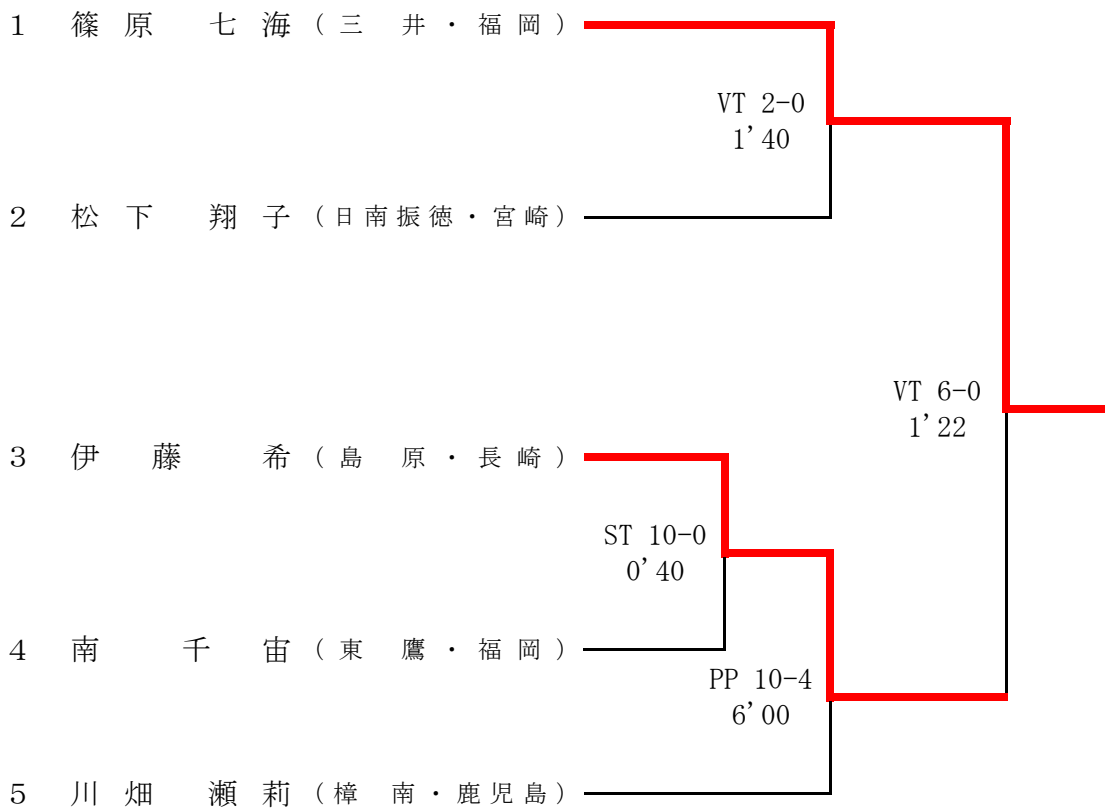 1 篠原 七海（三 井・福岡）
VT 2-0
1'40
2 松下 翔子（日南振徳・宮崎）
VT 6-0
1'22
3 伊藤 希（島 原・長崎）
ST 10-0
0'40
4 南 千宙（東 鷹・福岡）
PP 10-4
6'00
5 川畑 瀬莉（樟 南・鹿児島）